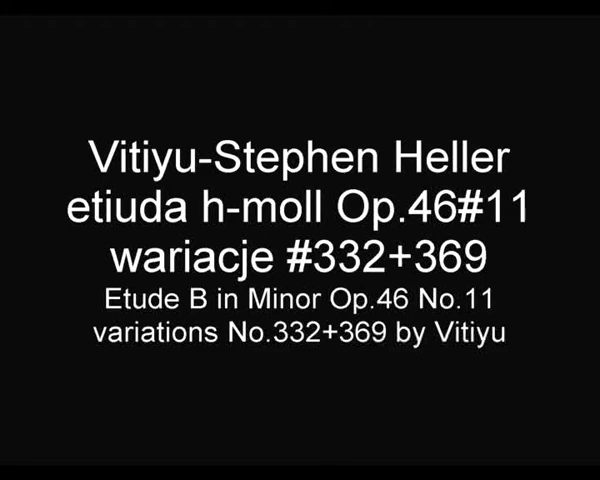 Vitiyu-Stephen Heller
etiuda h-moll Op.46#11
wariacje #332+369
Etude B in Minor Op.46 No.11
variations No.332+369 by Vitiyu